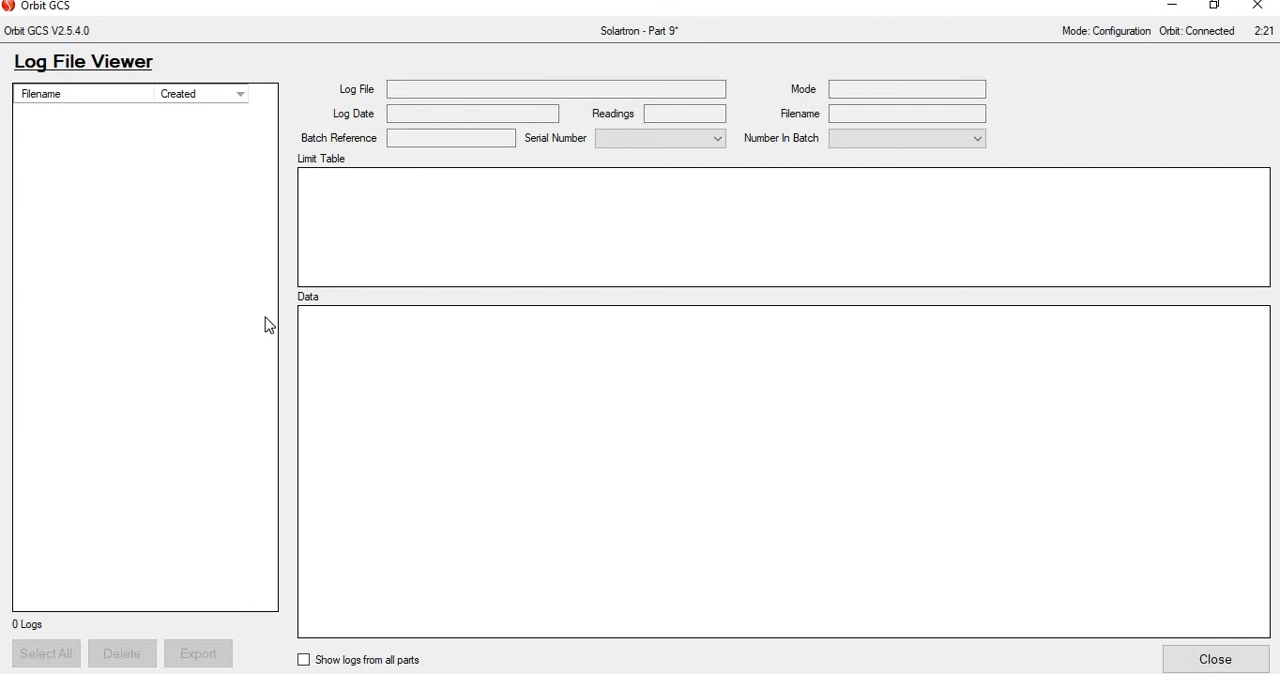 Orbit GCS
Orbit GCS V2.5.4.0
Solartron - Part 9*
Mode: Configuration Orbit: Connected 2:21
Log File Viewer
Filename Created
Log File
Mode
Log Date
Readings
Filename
Batch Reference
Serial Number
Number In Batch
Limit Table
Data
0 Logs
Select All Delete Export
Show logs from all parts
Close